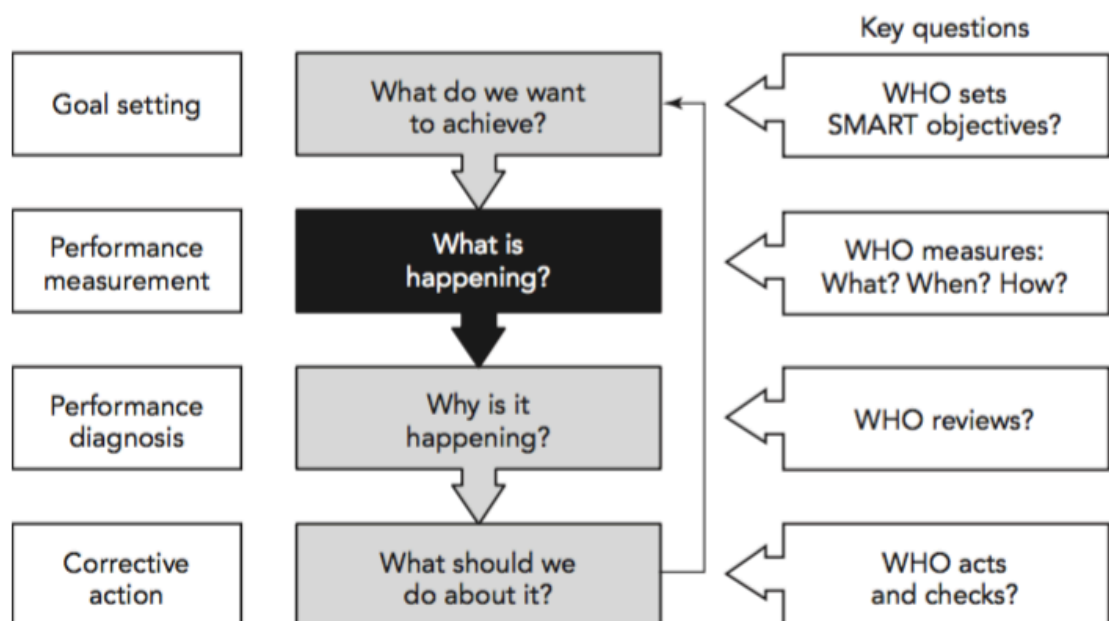 Key questions
Goal setting
What do we want
to achieve?
WHO sets
SMART objectives?
Performance
measurement
What is
happening?
WHO measures:
What? When? How?
Performance
diagnosis
Why is it
happening?
WHO reviews?
Corrective
action
What should we
do about it?
WHO acts
and checks?